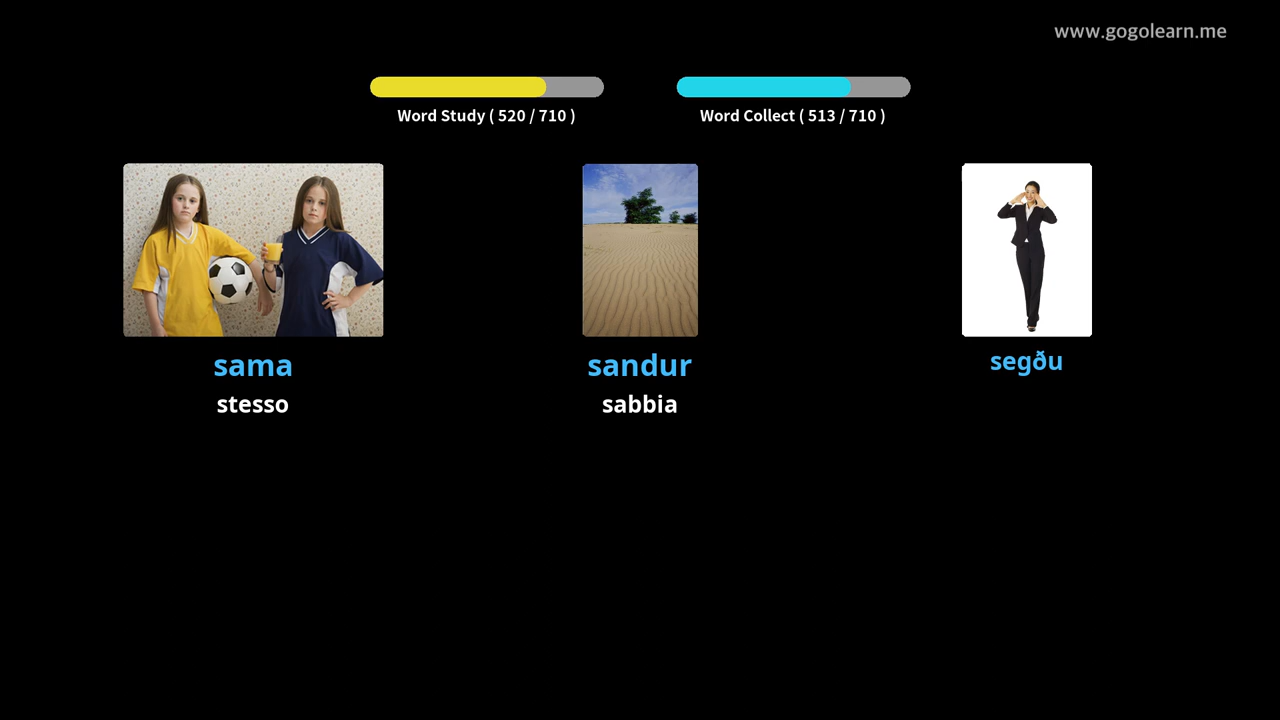 www.gogolearn.me
Word Study ( 520 / 710 )
Word Collect ( 513 / 710 )
sama
stesso
sandur
sabbia
segðu